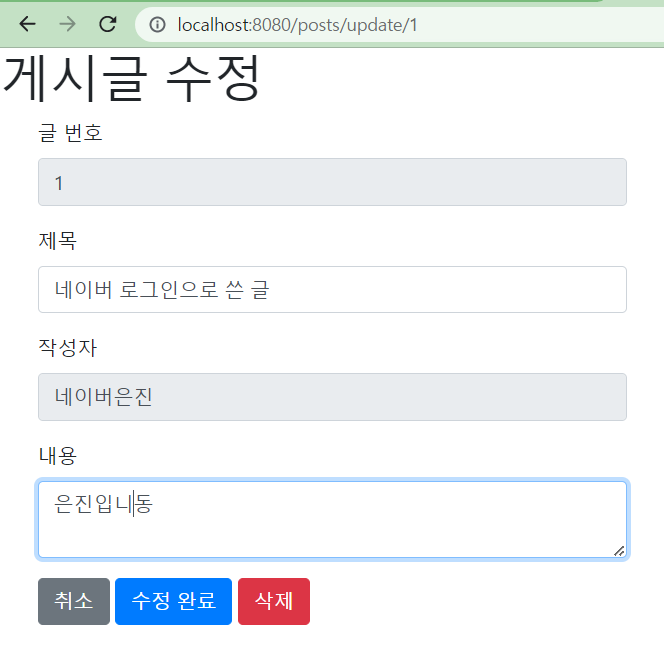 localhost:8080/posts/update/1
게시글 수정
글 번호
1
제목
네이버 로그인으로 쓴 글
작성자
네이버은진
내용
은진입니동
취소 수정 완료 삭제